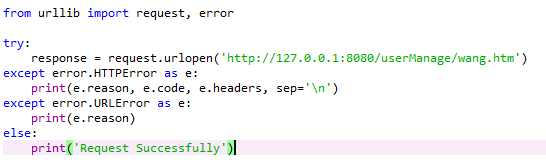 from urllib import request, error

try:
    response = request.urlopen('http://127.0.0.1:8080/userManage/wang.htm')
except error.HTTPError as e:
    print(e.reason, e.code, e.headers, sep='\n')
except error.URLError as e:
    print(e.reason)
else:
    print('Request Successfully')